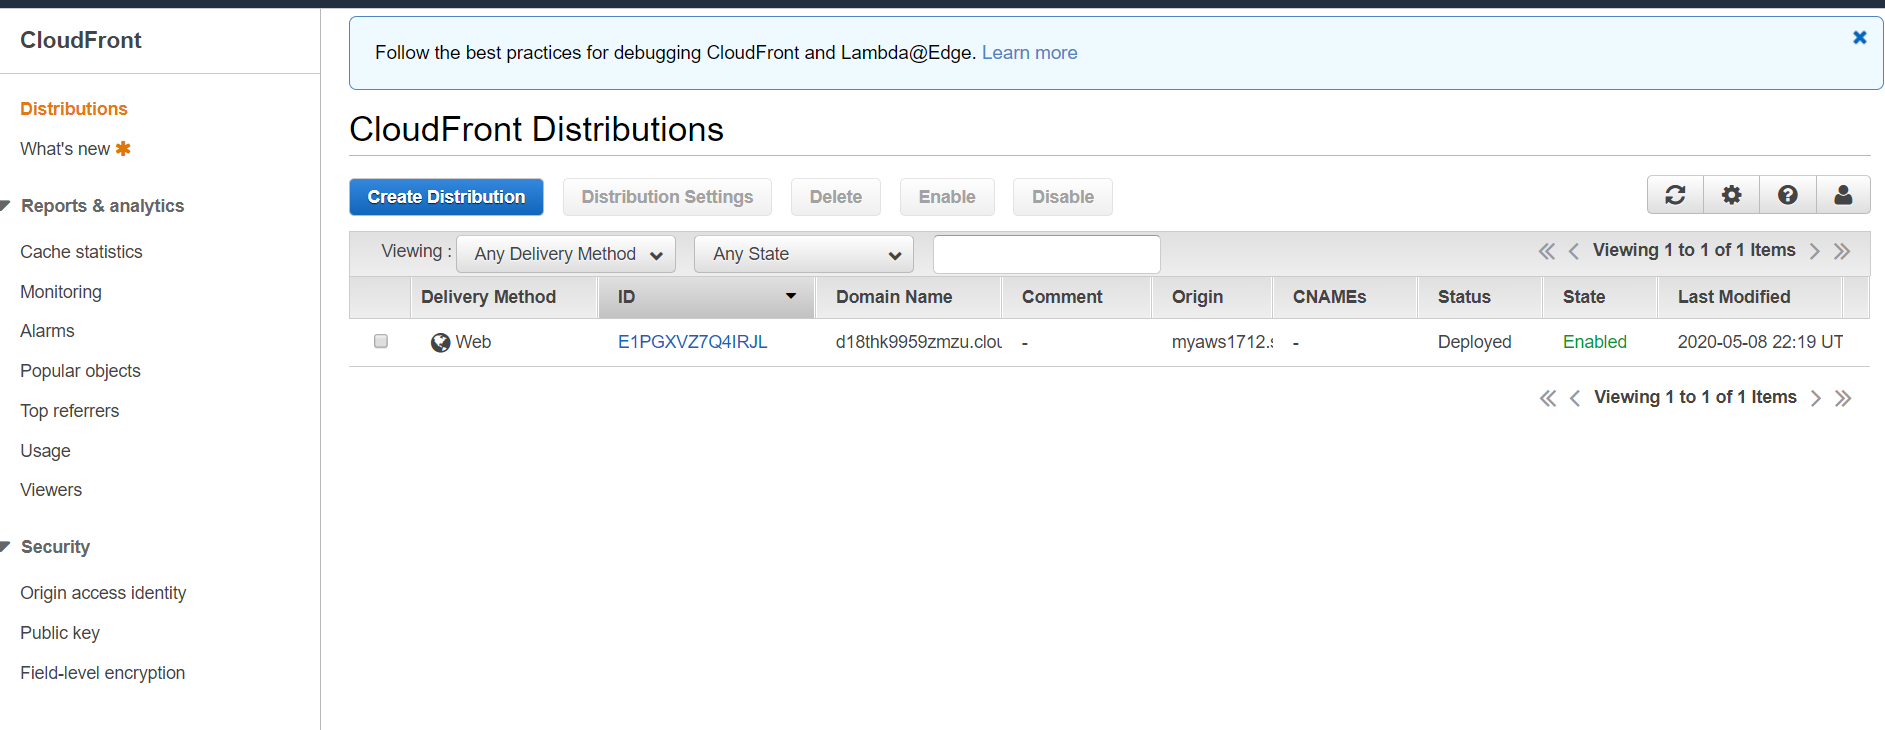 CloudFront
Distributions
What's new
Reports & analytics
Cache statistics
Monitoring
Alarms
Popular objects
Top referrers
Usage
Viewers
Security
Origin access identity
Public key
Field-level encryption
Follow the best practices for debugging CloudFront and Lambda@Edge. Learn more
CloudFront Distributions
Create Distribution Distribution Settings Delete Enable Disable
Viewing : Any Delivery Method Any State Viewing 1 to 1 of 1 Items
Delivery Method ID Domain Name Comment Origin CNAMEs Status State Last Modified
Web E1PGXVZ7Q4IRJL d18thk9959zmzu.clou - myaws1712.s - Deployed Enabled 2020-05-08 22:19 UT
Viewing 1 to 1 of 1 Items